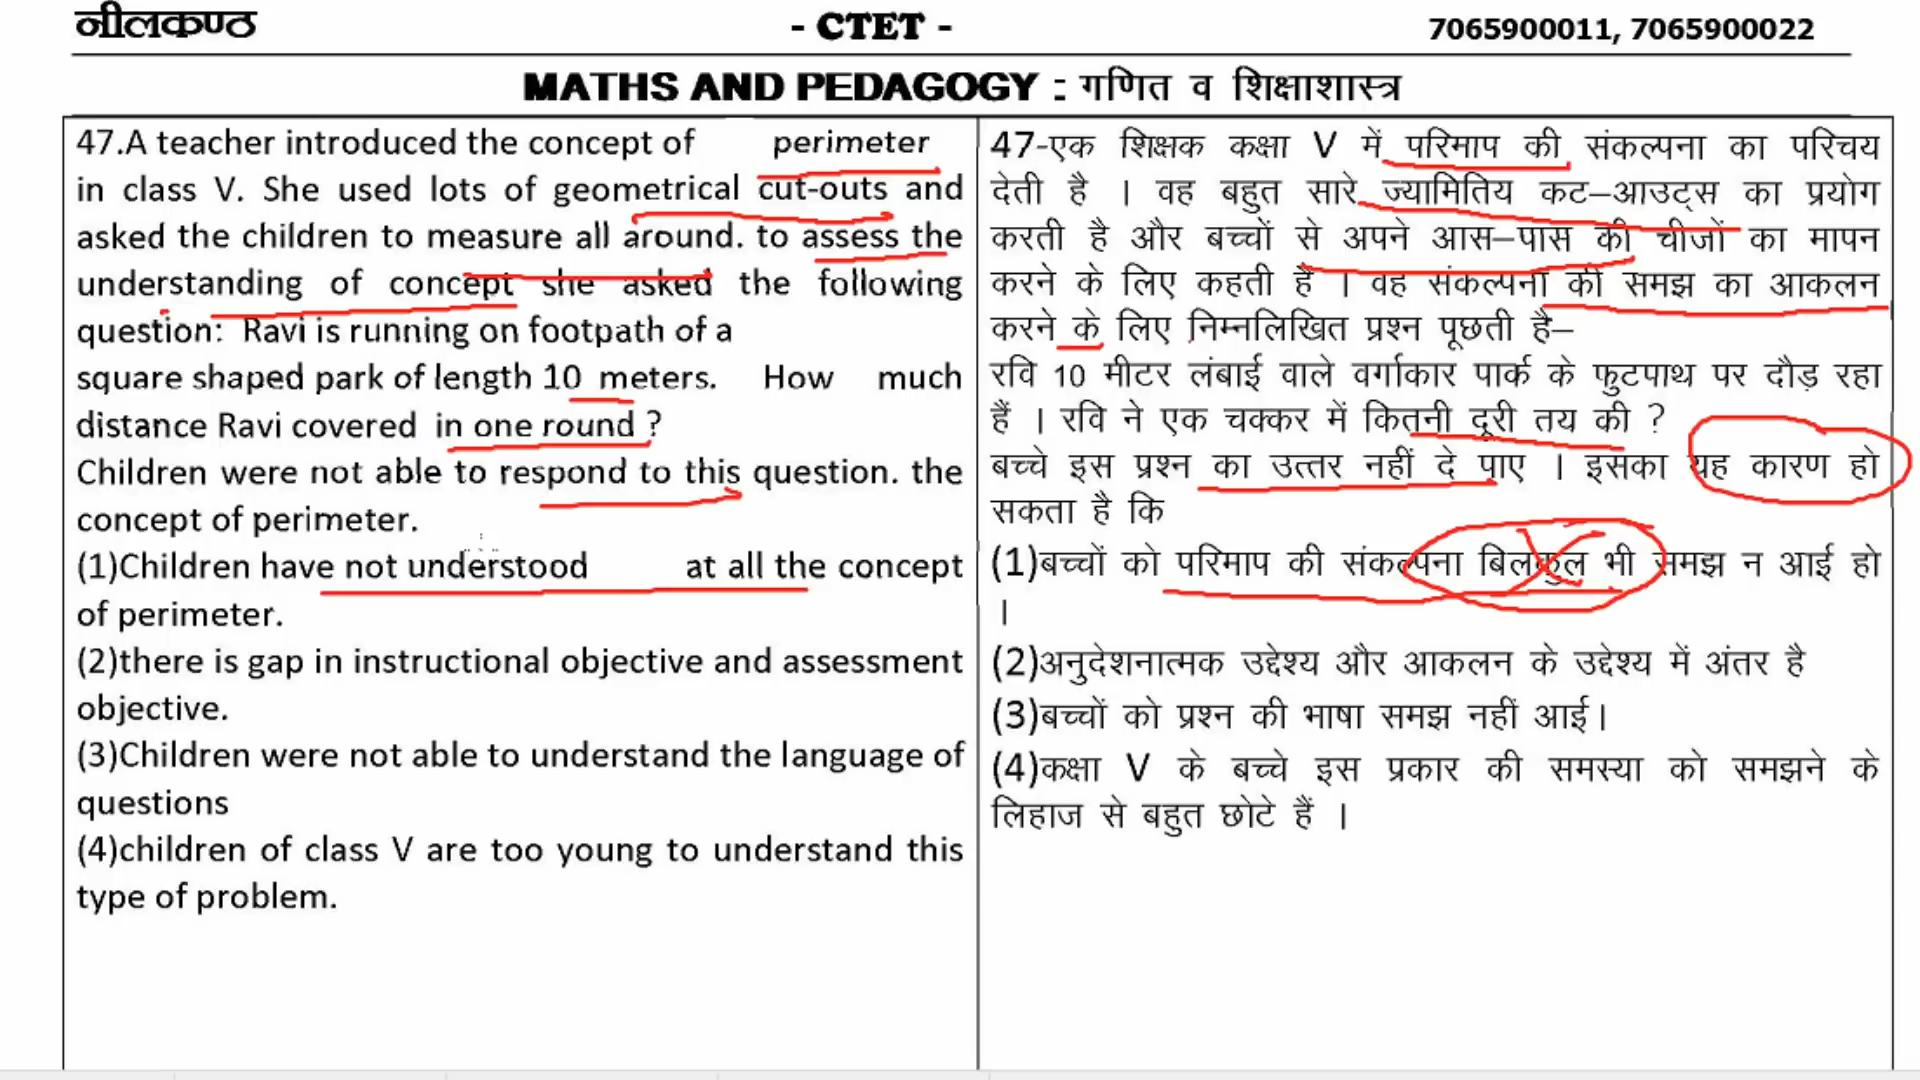 नीलकण्ठ
- CTET -
7065900011, 7065900022
MATHS AND PEDAGOGY : गणित व शिक्षाशास्त्र
47.A teacher introduced the concept of perimeter
in class V. She used lots of geometrical cut-outs and
asked the children to measure all around. to assess the
understanding of concept she asked the following
question: Ravi is running on footpath of a
square shaped park of length 10 meters. How much
distance Ravi covered in one round ?
Children were not able to respond to this question. the
concept of perimeter.
(1)Children have not understood at all the concept
of perimeter.
(2)there is gap in instructional objective and assessment
objective.
(3)Children were not able to understand the language of
questions
(4)children of class V are too young to understand this
type of problem.
47-एक शिक्षक कक्षा V में परिमाप की संकल्पना का परिचय
देती है । वह बहुत सारे ज्यामितिय कट–आउट्स का प्रयोग
करती है और बच्चों से अपने आस–पास की चीजों का मापन
करने के लिए कहती है । वह संकल्पना की समझ का आकलन
करने के लिए निम्नलिखित प्रश्न पूछती है–
रवि 10 मीटर लंबाई वाले वर्गाकार पार्क के फुटपाथ पर दौड़ रहा
हैं । रवि ने एक चक्कर में कितनी दूरी तय की ?
बच्चे इस प्रश्न का उत्तर नहीं दे पाए । इसका यह कारण हो
सकता है कि
(1)बच्चों को परिमाप की संकल्पना बिलकुल भी समझ न आई हो
।
(2)अनुदेशनात्मक उद्देश्य और आकलन के उद्देश्य में अंतर है
(3)बच्चों को प्रश्न की भाषा समझ नहीं आई।
(4)कक्षा V के बच्चे इस प्रकार की समस्या को समझने के
लिहाज से बहुत छोटे हैं ।